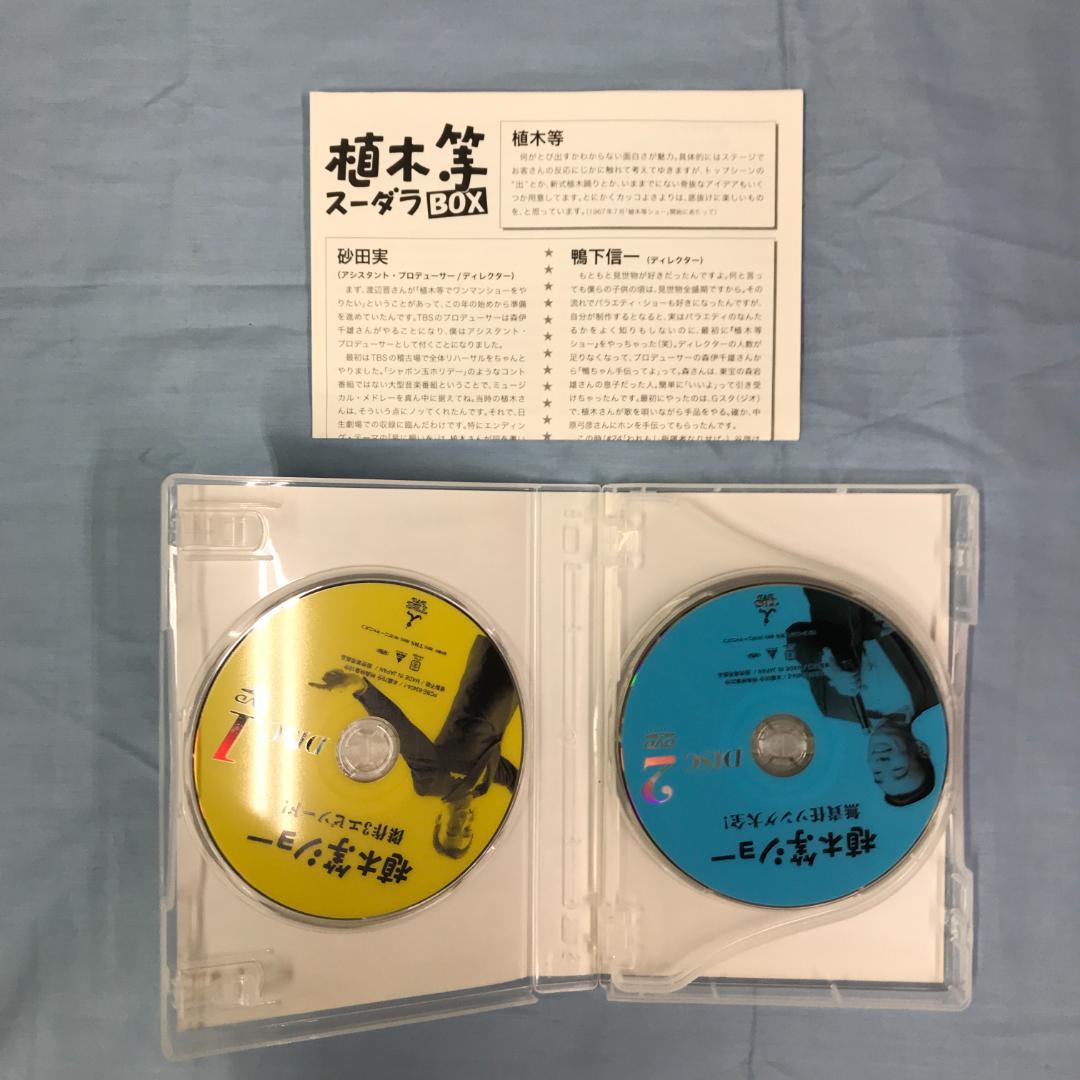 植木等
スーダラBOX
植木等
何がとび出すかわからない面白さが魅力。具体的にはステージで
お客さんの反応にじかに触れて考えてゆきますが、トップシーンの
"出"とか、新式植木踊りとか、いままでにない奇抜なアイデアもいく
つか用意してます。とにかくカッコよさよりは、底抜けに楽しいもの
を、と思っています。(1967年7月「植木等ショー」開始にあたって)
砂田実
(アシスタント・プロデューサー/ディレクター)
まず、渡辺晋さんが「植木等でワンマンショーをや
りたい」ということがあって、この年の始めから準備
を進めていたんです。TBSのプロデューサーは森伊
千雄さんがやることになり、僕はアシスタント・
プロデューサーとして付くことになりました。
最初はTBSの稽古場で全体リハーサルをちゃんと
やりました。「シャボン玉ホリデー」のようなコント
番組ではない大型音楽番組ということで、ミュージ
カル・メドレーを真ん中に据えてね。当時の植木さ
んは、そういう点にノッてくれたんです。それで、日
生劇場での収録に臨んだわけです。特にエンディン
鴨下信一 (ディレクター)
もともと見世物が好きだったんですよ。何と言っ
ても僕らの子供の頃は、見世物全盛期ですから。その
流れでバラエティ・ショーも好きになったんですが、
自分が制作するとなると、実はバラエティのなんた
るかをよく知りもしないのに、最初に『植木等
ショー』をやっちゃった(笑)。ディレクターの人数が
足りなくなって、プロデューサーの森伊千雄さんか
ら「鴨ちゃん手伝ってよ」って。森さんは、東宝の森岩
雄さんの息子だった人。簡単に「いいよ」って引き受
けちゃったんです。最初にやったのは、Gスタ(ジオ)
で、植木さんが歌を唄いながら手品をやる。確か、中
原弓彦さんにホンを手伝ってもらったんです。
植木等ショー
傑作3エピソード!
DISC 1
DVD
MADE IN JAPAN
植木等ショー
無責任ソング大全!
DISC 2
DVD
MADE IN JAPAN